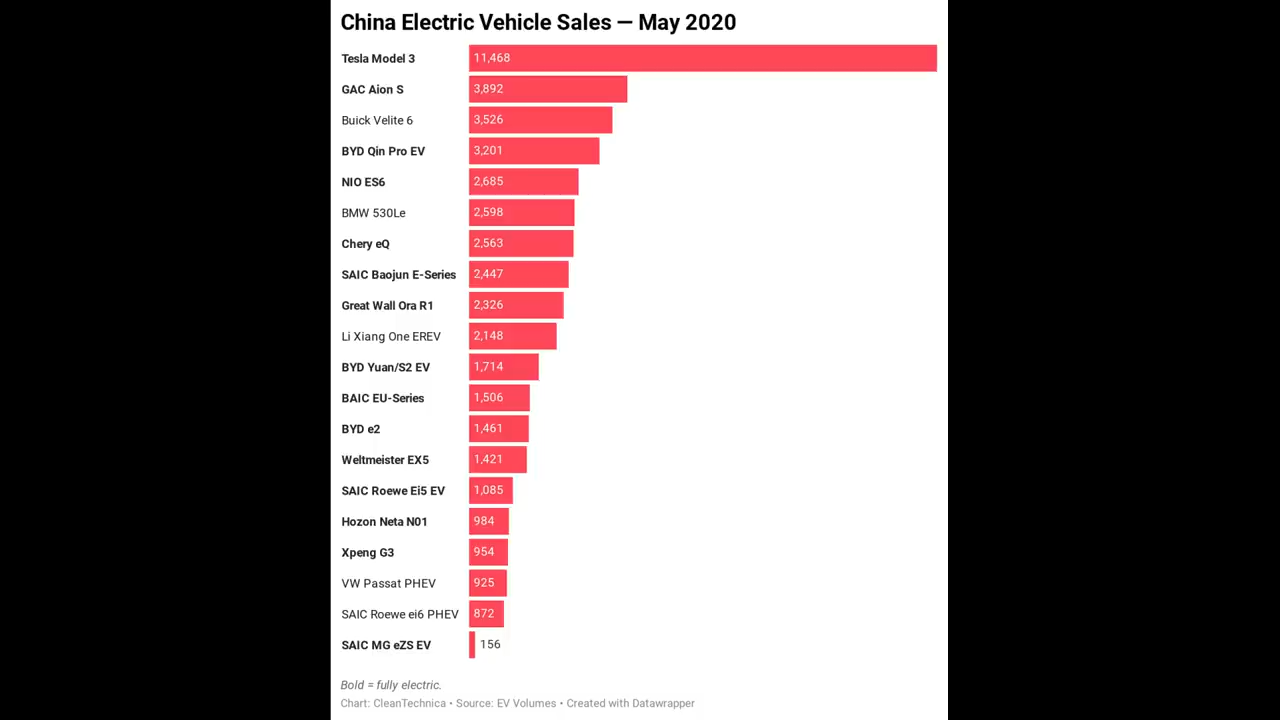 China Electric Vehicle Sales — May 2020
Tesla Model 3 11,468
GAC Aion S 3,892
Buick Velite 6 3,526
BYD Qin Pro EV 3,201
NIO ES6 2,685
BMW 530Le 2,598
Chery eQ 2,563
SAIC Baojun E-Series 2,447
Great Wall Ora R1 2,326
Li Xiang One EREV 2,148
BYD Yuan/S2 EV 1,714
BAIC EU-Series 1,506
BYD e2 1,461
Weltmeister EX5 1,421
SAIC Roewe Ei5 EV 1,085
Hozon Neta N01 984
Xpeng G3 954
VW Passat PHEV 925
SAIC Roewe ei6 PHEV 872
SAIC MG eZS EV 156
Bold = fully electric.
Chart: CleanTechnica • Source: EV Volumes • Created with Datawrapper